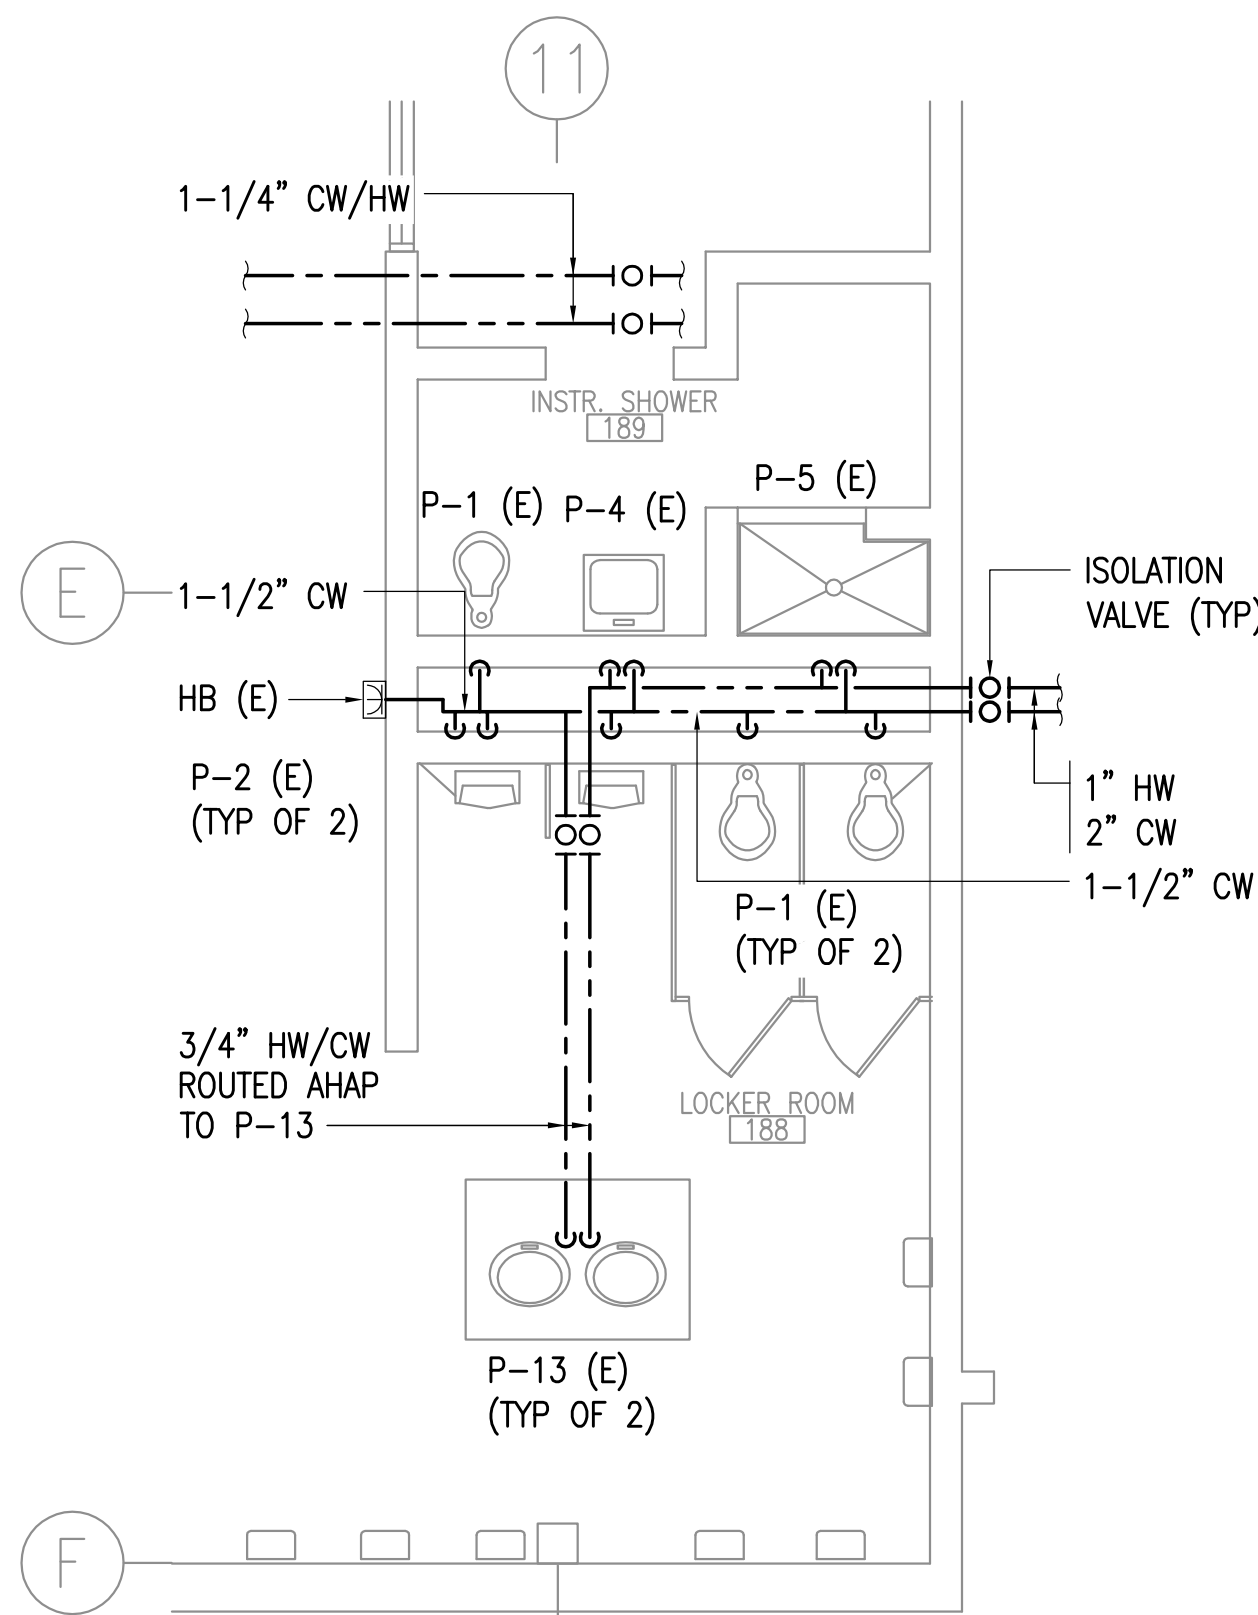 11
1-1/4” CW/HW
INSTR. SHOWER
189
P-1 (E)
P-4 (E)
P-5 (E)
E
1-1/2” CW
ISOLATION
VALVE (TYP)
HB (E)
P-2 (E)
(TYP OF 2)
1” HW
2” CW
1-1/2” CW
P-1 (E)
(TYP OF 2)
3/4” HW/CW
ROUTED AHAP
TO P-13
LOCKER ROOM
188
P-13 (E)
(TYP OF 2)
F